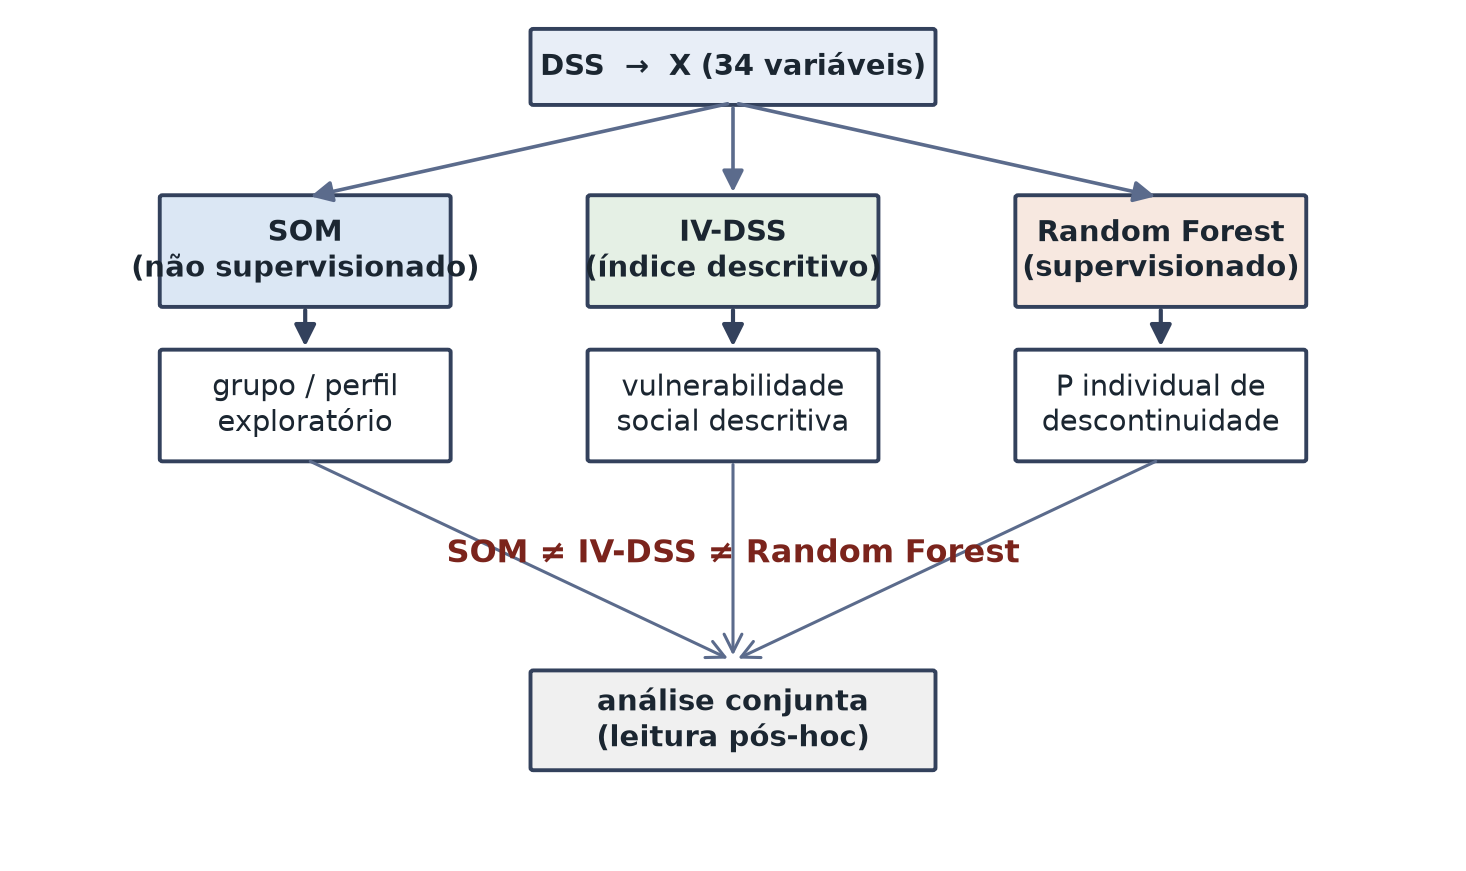 DSS → X (34 variáveis)
SOM
(não supervisionado)
IV-DSS
(índice descritivo)
Random Forest
(supervisionado)
grupo / perfil
exploratório
vulnerabilidade
social descritiva
P individual de
descontinuidade
SOM ≠ IV-DSS ≠ Random Forest
análise conjunta
(leitura pós-hoc)